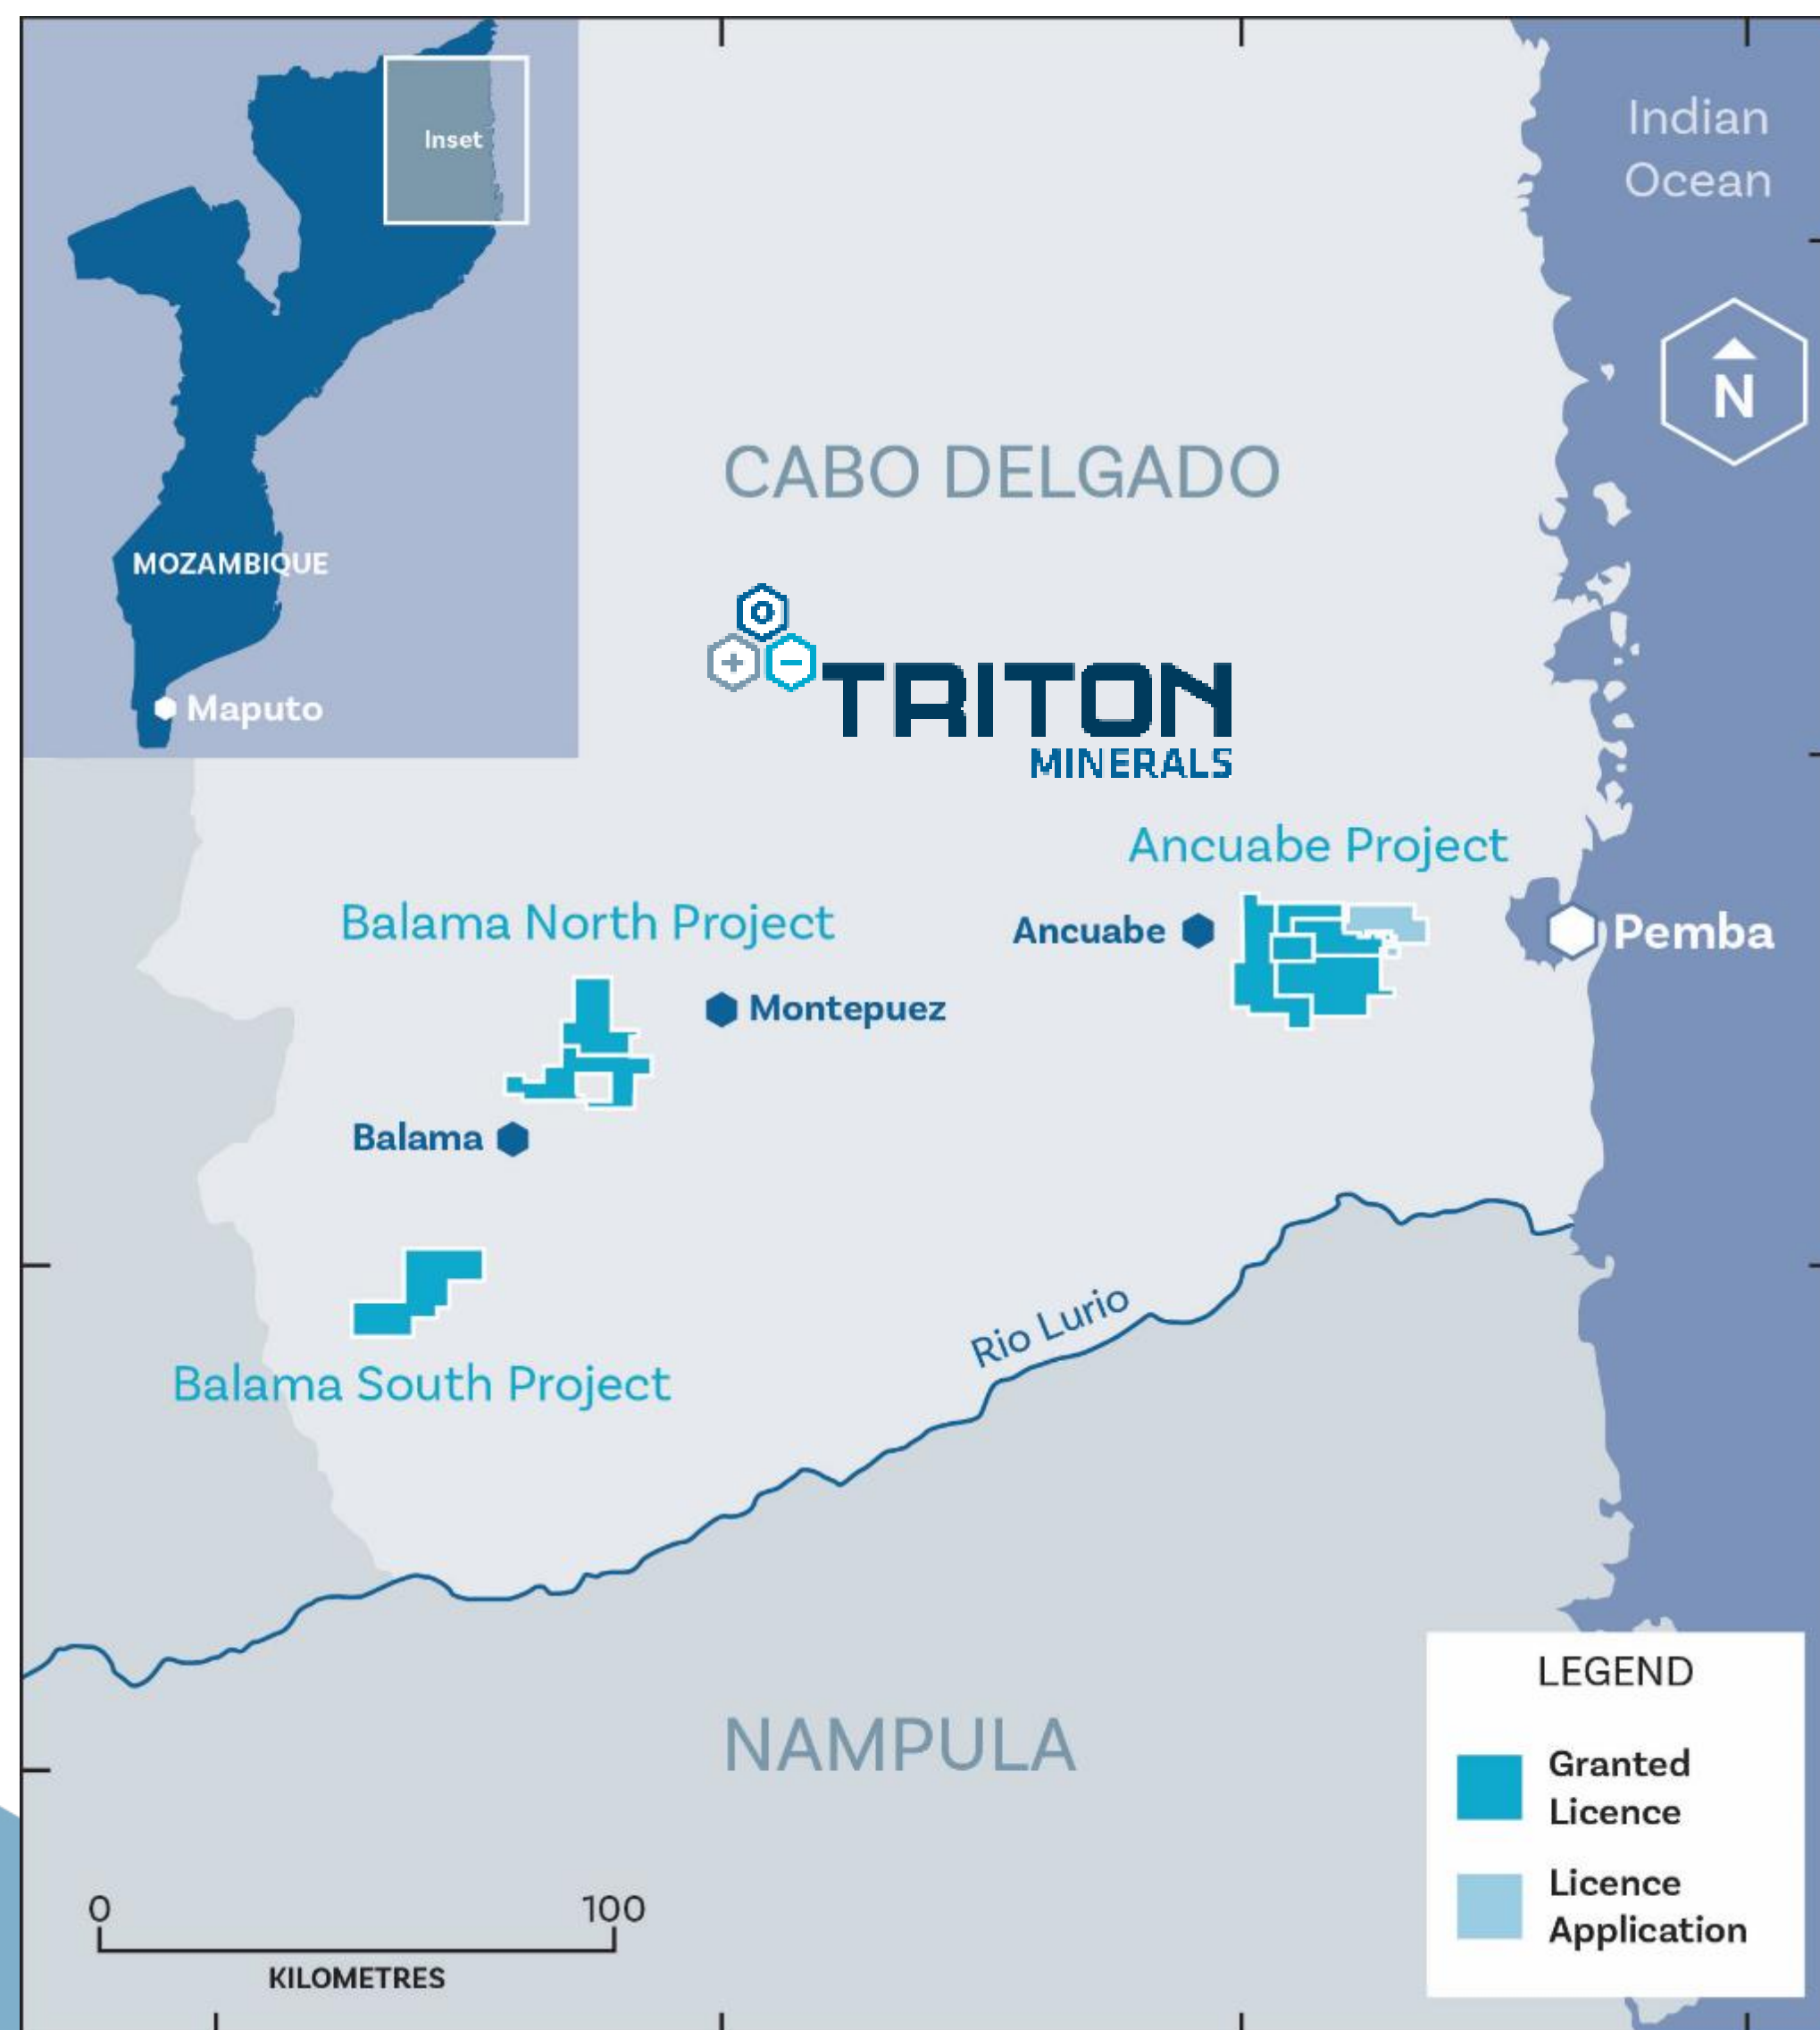 Inset
MOZAMBIQUE
Maputo
Indian
Ocean
N
CABO DELGADO
TRITON
MINERALS
Ancuabe Project
Balama North Project
Ancuabe
Pemba
Montepuez
Balama
Rio Lurio
Balama South Project
NAMPULA
LEGEND
Granted
Licence
Licence
Application
0 100
KILOMETRES